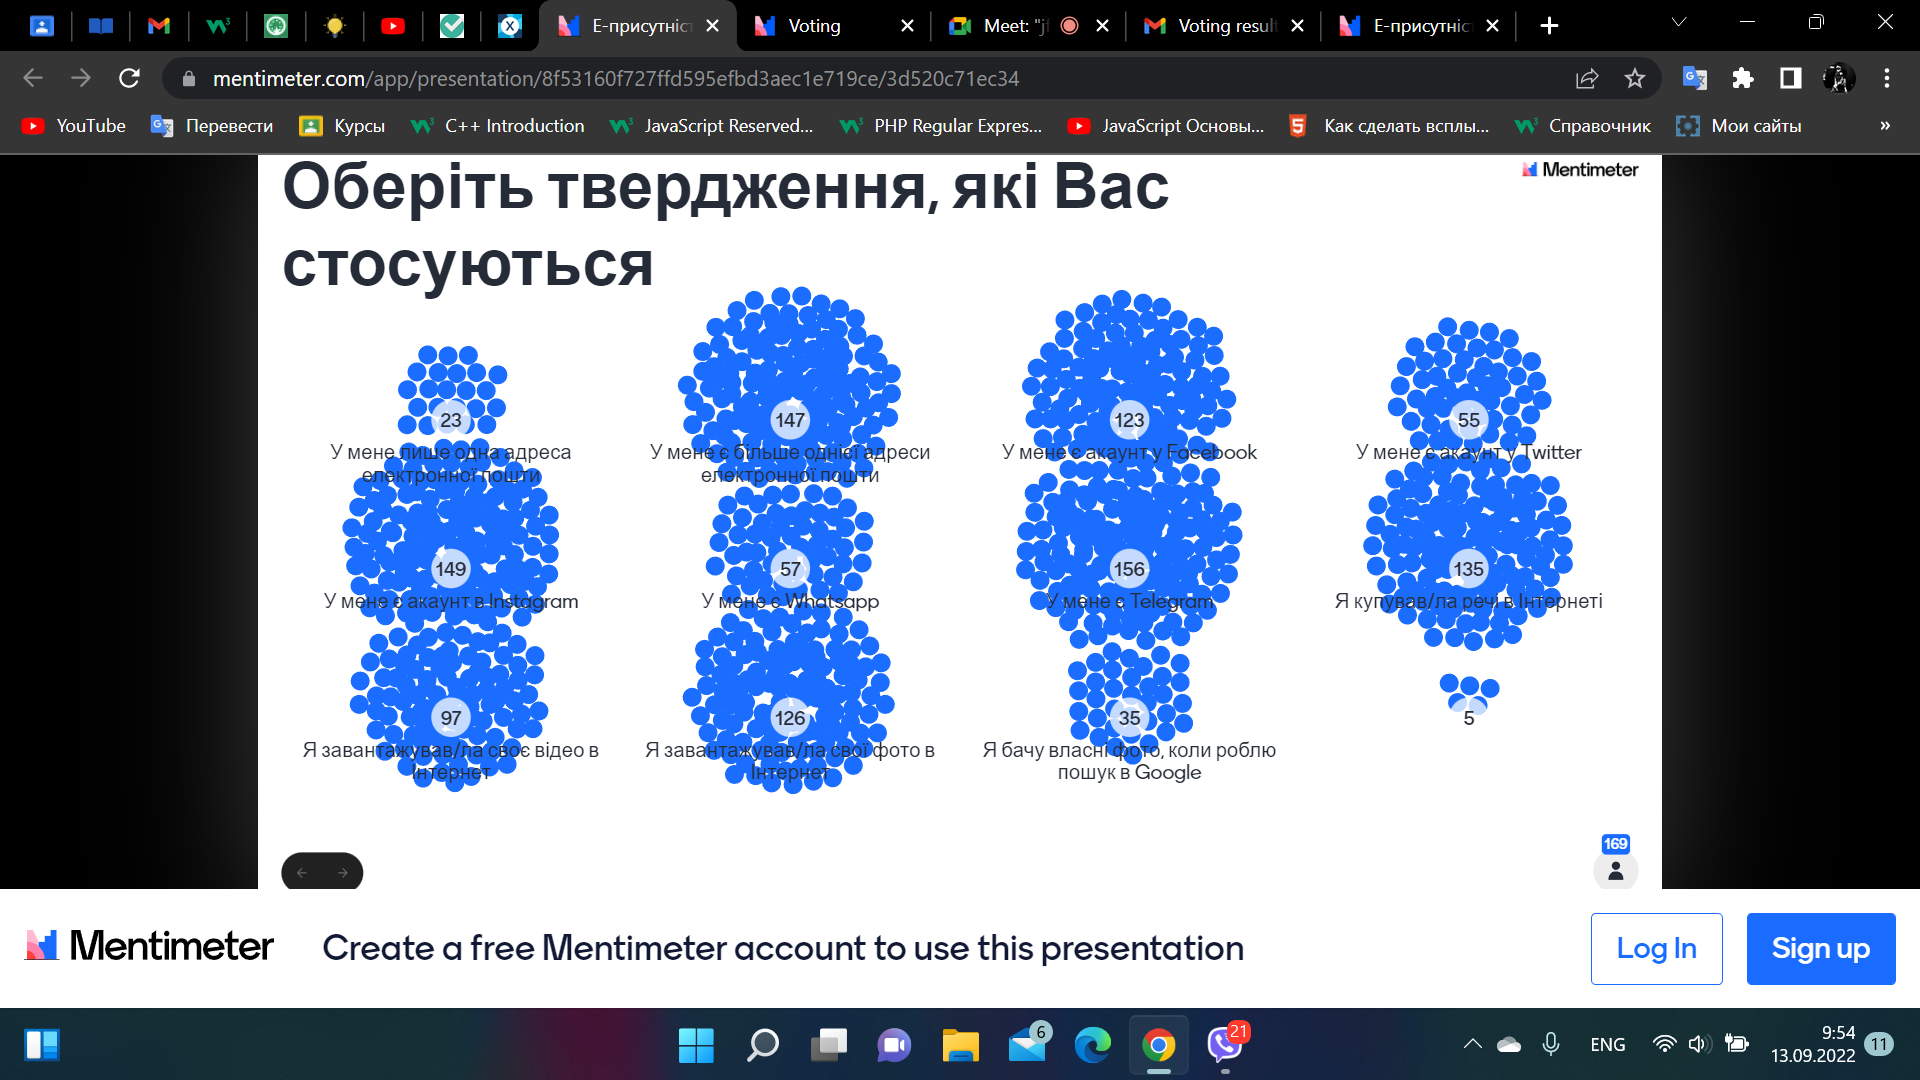 Е-присутніст
Voting
Meet: "jf
Voting result
Е-присутніст
mentimeter.com/app/presentation/8f53160f727ffd595efbd3aec1e719ce/3d520c71ec34
YouTube
Перевести
Курсы
C++ Introduction
JavaScript Reserved...
PHP Regular Expres...
JavaScript Основы...
Как сделать всплы...
Справочник
Мои сайты
»
Оберіть твердження, які Вас
стосуються
Mentimeter
23
У мене лише одна адреса
електронної пошти
147
У мене є більше однієї адреси
електронної пошти
123
У мене є акаунт у Facebook
55
У мене є акаунт у Twitter
149
У мене є акаунт в Instagram
57
У мене є Whatsapp
156
У мене є Telegram
135
Я купував/ла речі в Інтернеті
97
Я завантажував/ла своє відео в
Інтернет
126
Я завантажував/ла свої фото в
Інтернет
35
Я бачу власні фото, коли роблю
пошук в Google
5
169
Mentimeter
Create a free Mentimeter account to use this presentation
Log In
Sign up
6
21
ENG
9:54
13.09.2022
11